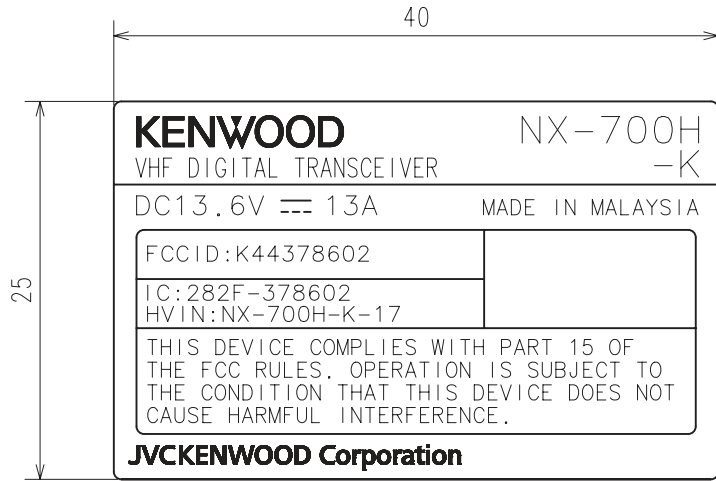 40
25
KENWOOD
NX-700H
-K
VHF DIGITAL TRANSCEIVER
DC13.6V ⎓ 13A
MADE IN MALAYSIA
FCCID:K44378602
IC:282F-378602
HVIN:NX-700H-K-17
THIS DEVICE COMPLIES WITH PART 15 OF
THE FCC RULES. OPERATION IS SUBJECT TO
THE CONDITION THAT THIS DEVICE DOES NOT
CAUSE HARMFUL INTERFERENCE.
JVCKENWOOD Corporation